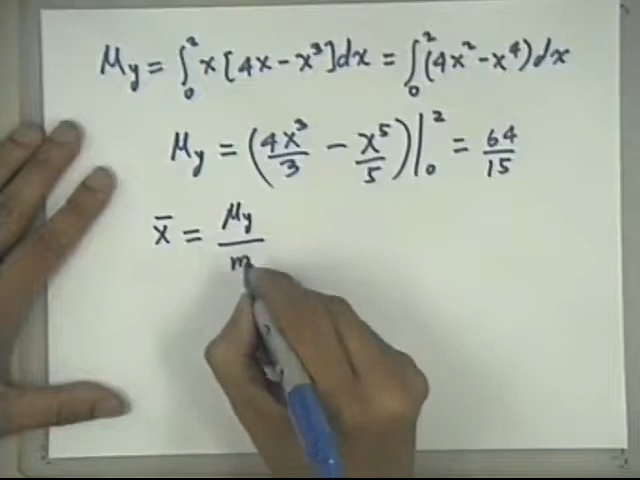 My = ∫₀² x[4x − x³]dx = ∫₀² (4x² − x⁴)dx
My = (4x³/3 − x⁵/5)|₀² = 64/15
x̄ = My/m